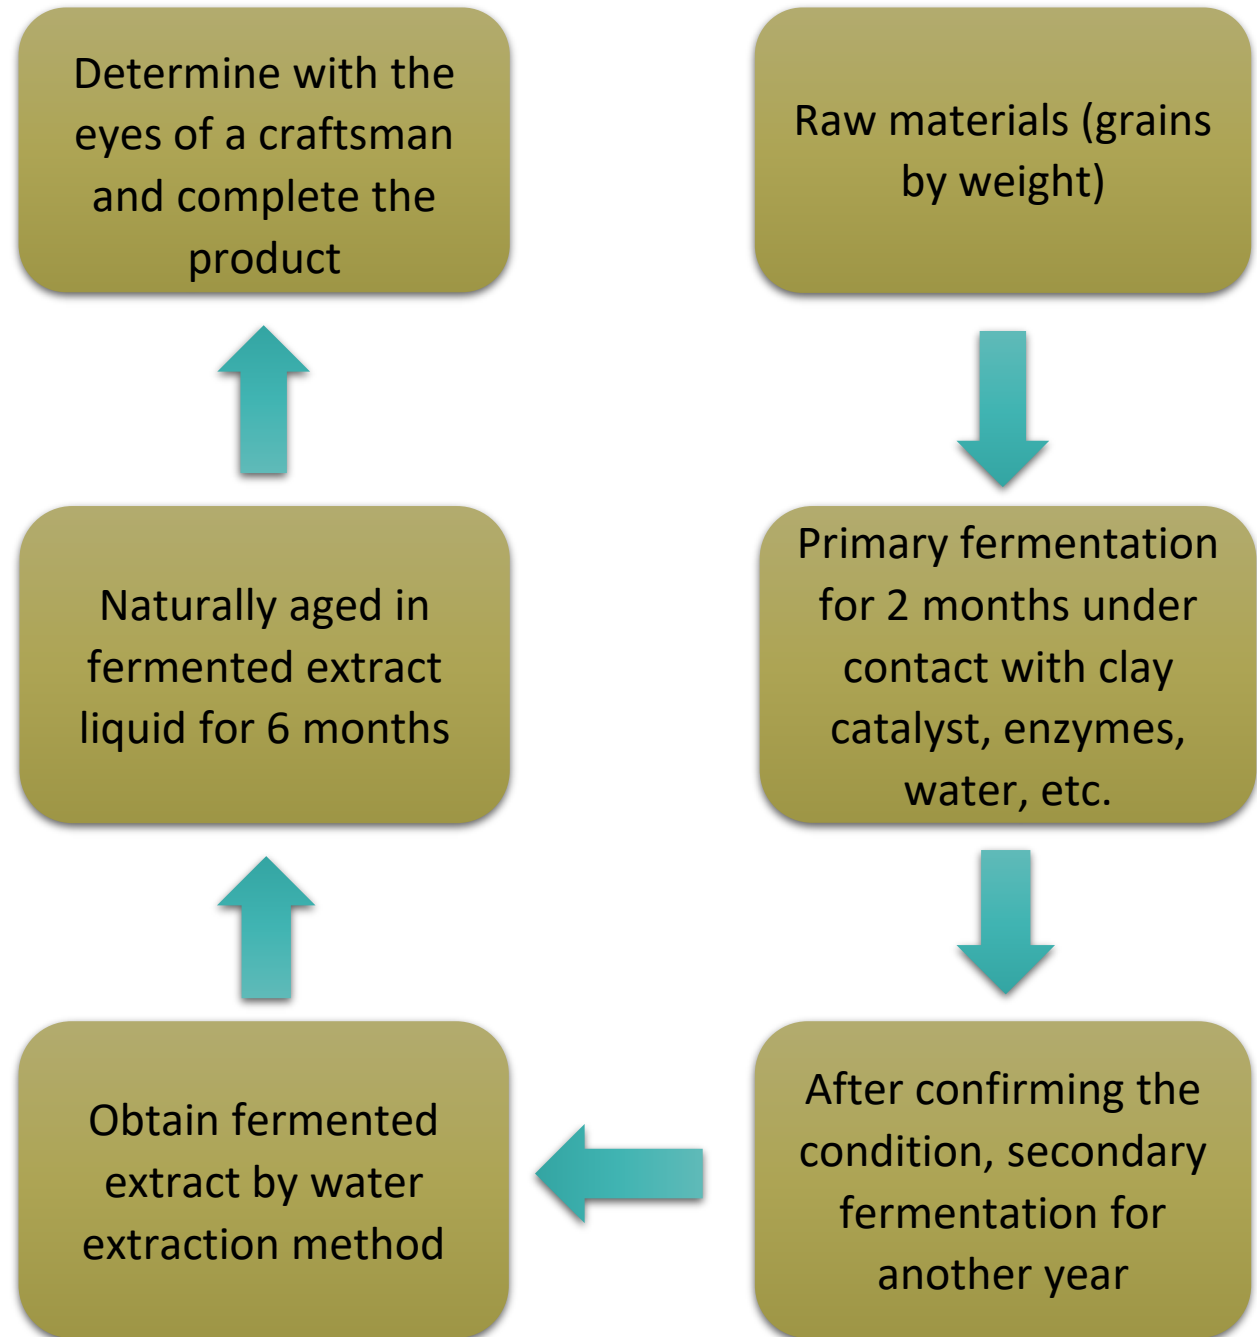 Determine with the
eyes of a craftsman
and complete the
product
Raw materials (grains
by weight)
Naturally aged in
fermented extract
liquid for 6 months
Primary fermentation
for 2 months under
contact with clay
catalyst, enzymes,
water, etc.
Obtain fermented
extract by water
extraction method
After confirming the
condition, secondary
fermentation for
another year